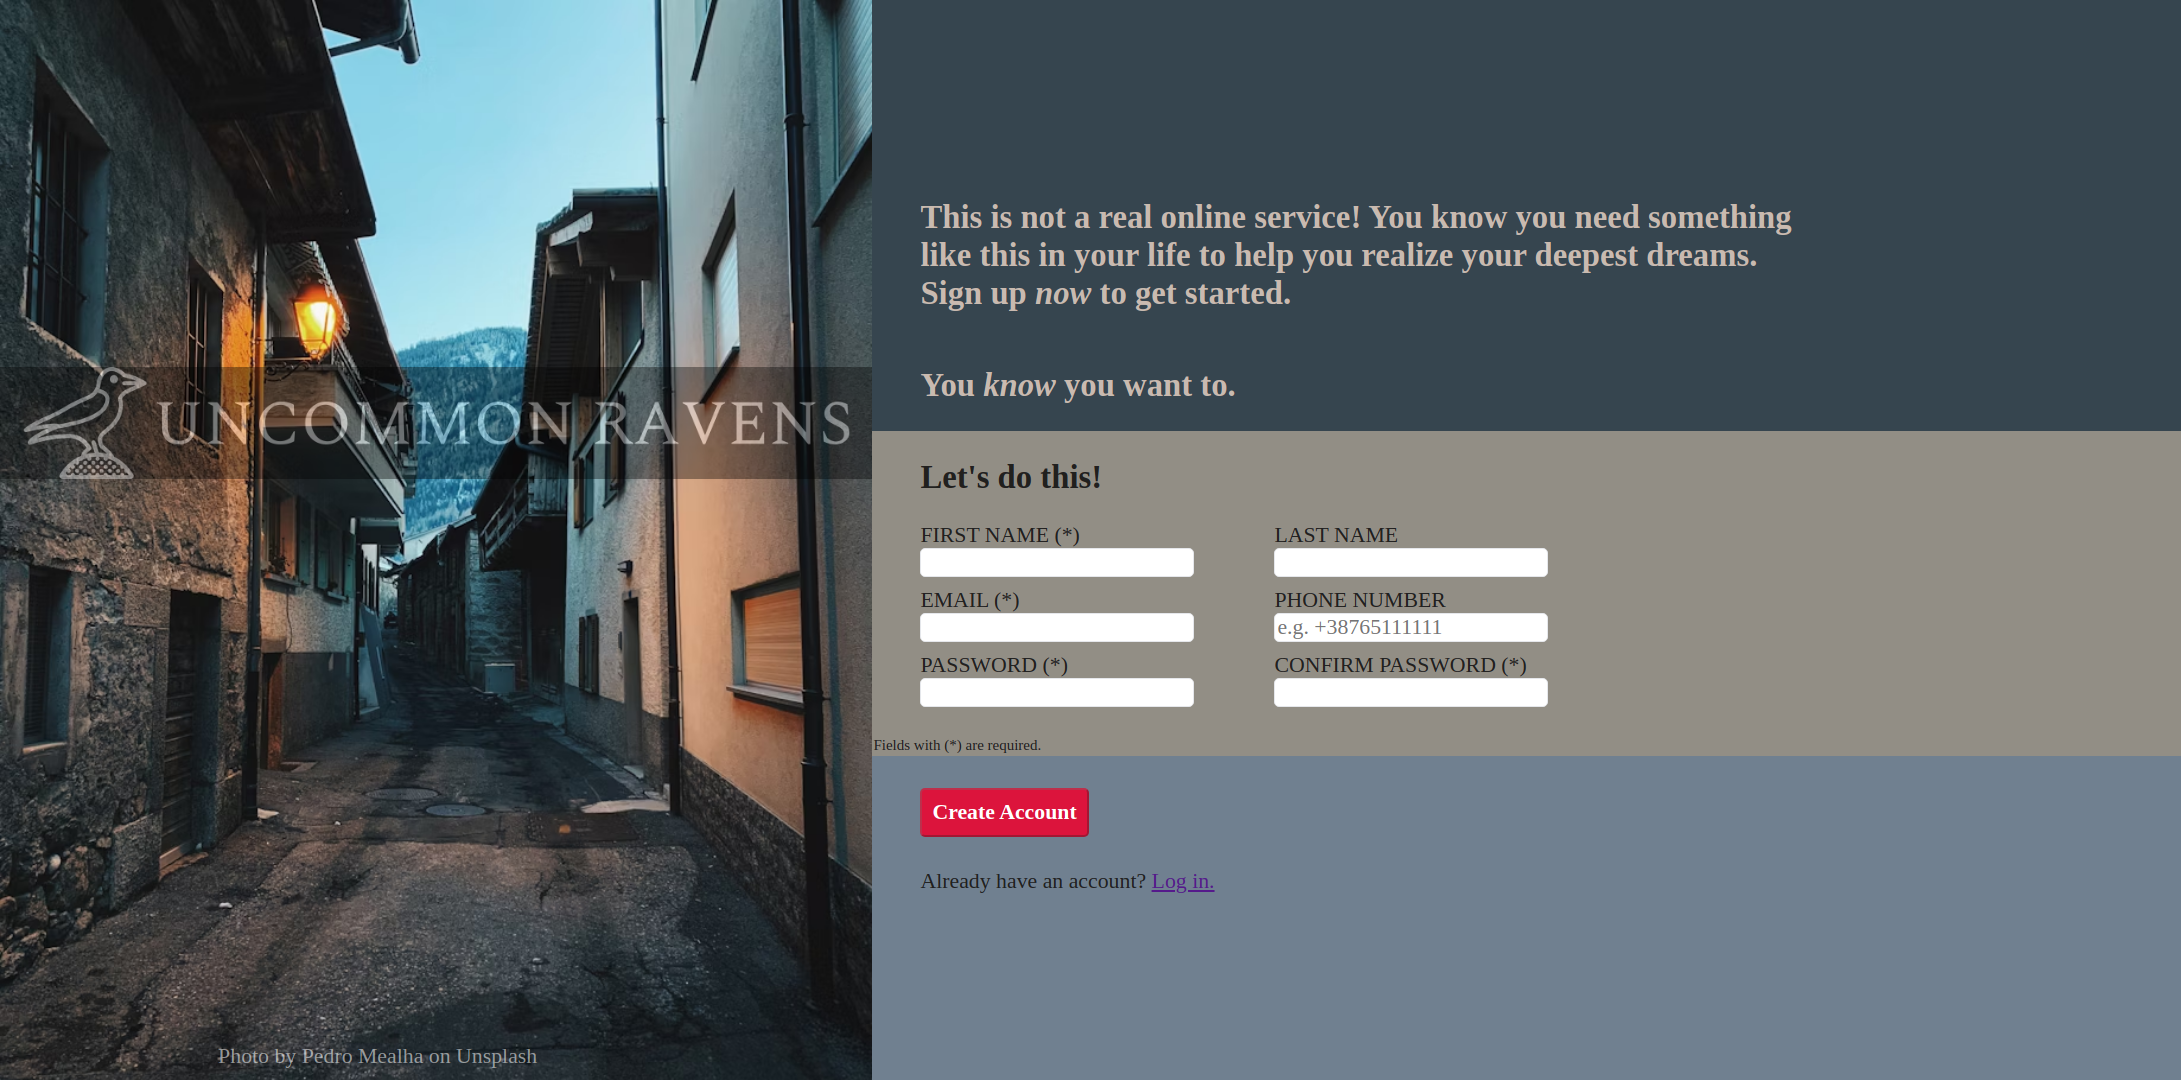 UNCOMMON RAVENS
Photo by Pedro Mealha on Unsplash
This is not a real online service! You know you need something
like this in your life to help you realize your deepest dreams.
Sign up now to get started.
You know you want to.
Let's do this!
FIRST NAME (*)
LAST NAME
EMAIL (*)
PHONE NUMBER
e.g. +38765111111
PASSWORD (*)
CONFIRM PASSWORD (*)
Fields with (*) are required.
Create Account
Already have an account? Log in.